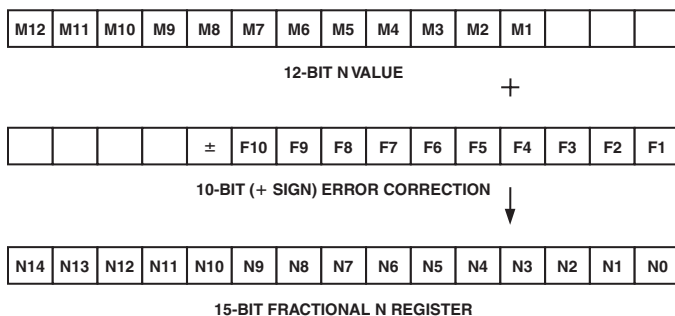 M12 M11 M10 M9 M8 M7 M6 M5 M4 M3 M2 M1
12-BIT N VALUE
+
± F10 F9 F8 F7 F6 F5 F4 F3 F2 F1
10-BIT (+ SIGN) ERROR CORRECTION
N14 N13 N12 N11 N10 N9 N8 N7 N6 N5 N4 N3 N2 N1 N0
15-BIT FRACTIONAL N REGISTER